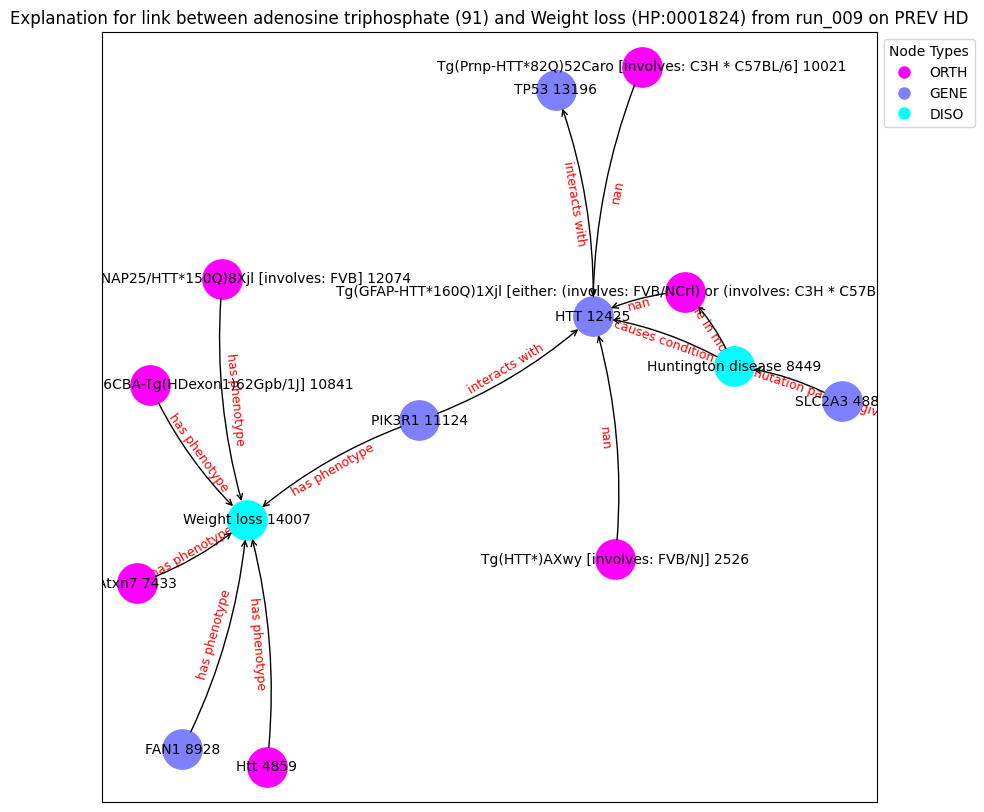 Explanation for link between adenosine triphosphate (91) and Weight loss (HP:0001824) from run_009 on PREV HD
Node Types
ORTH
GENE
DISO
Tg(Prnp-HTT*82Q)52Caro [involves: C3H * C57BL/6] 10021
TP53 13196
interacts with
nan
NAP25/HTT*150Q)8Xjl [involves: FVB] 12074
Tg(GFAP-HTT*160Q)1Xjl [either: (involves: FVB/NCrl) or (involves: C3H * C57B
nan
HTT 12425
causes condition
Huntington disease 8449
SLC2A3 488
6CBA-Tg(HDexon1)62Gpb/1J] 10841
has phenotype
has phenotype
interacts with
PIK3R1 11124
has phenotype
nan
Weight loss 14007
Tg(HTT*)AXwy [involves: FVB/NJ] 2526
has phenotype
Atxn7 7433
has phenotype
has phenotype
FAN1 8928
Htt 4859